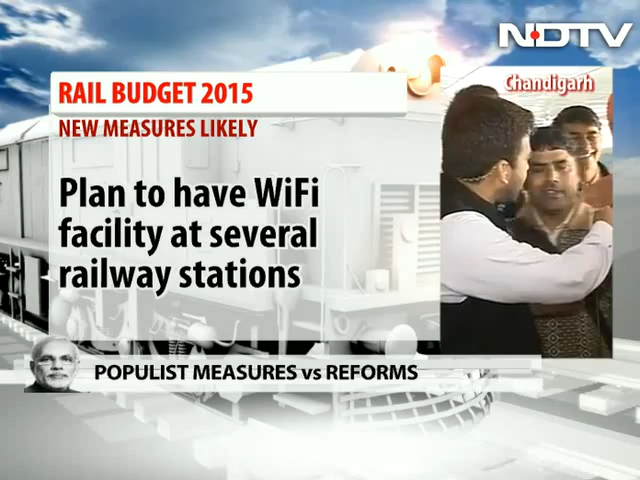 NDTV
RAIL BUDGET 2015
Chandigarh
NEW MEASURES LIKELY
Plan to have WiFi
facility at several
railway stations
POPULIST MEASURES vs REFORMS